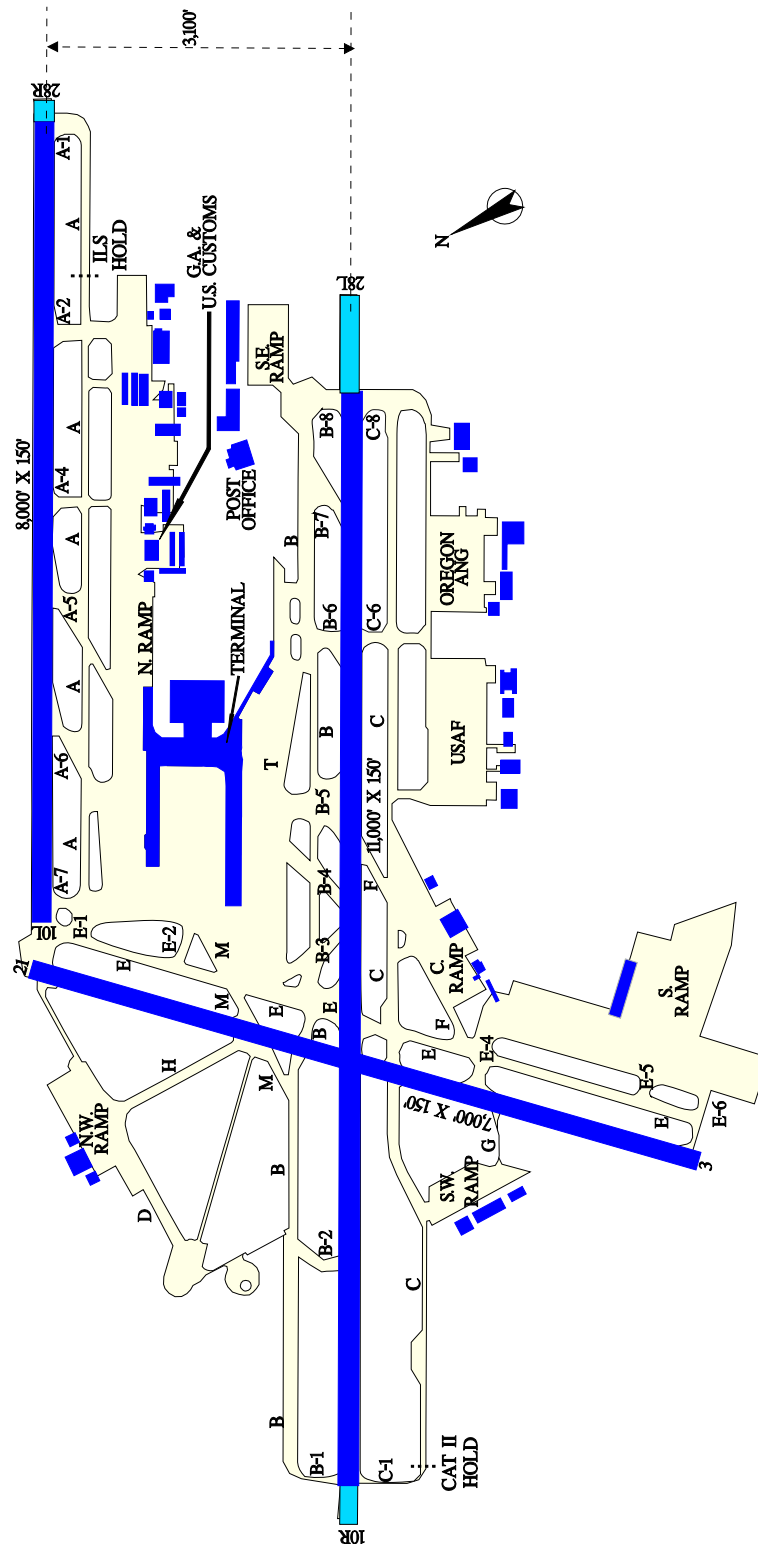 3,100'
28R
A-1
A
ILS
HOLD
A-2
G.A. &
U.S. CUSTOMS
N
28L
S.E.
RAMP
8,000' X 150'
A
A-4
A
POST
OFFICE
B-8
C-8
B-7
B
OREGON
ANG
A-5
N. RAMP
TERMINAL
B-6
C-6
A
A-6
T
B
C
USAF
B-5
11,000' X 150'
A
A-7
10L
E-1
E-2
M
B-4
F
B-3
C.
RAMP
S.
RAMP
21
E
M
E
E
C
B
F
E
E-4
E-5
E-6
E
H
M
7,000' X 150'
N.W.
RAMP
G
3
D
B
S.W.
RAMP
B-2
C
B
B-1
C-1
CAT II
HOLD
10R